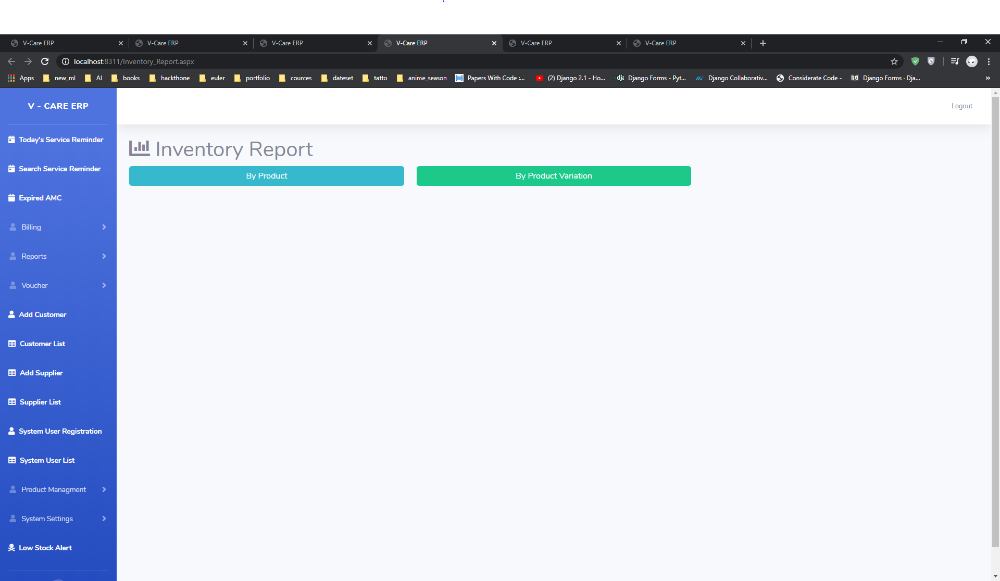 V-Care ERP V-Care ERP V-Care ERP V-Care ERP V-Care ERP V-Care ERP
localhost:8311/Inventory_Report.aspx
Apps new_ml AI books hackthone euler portfolio cources dateset tatto anime_season Papers With Code :... (2) Django 2.1 - Ho... Django Forms - Pyt... Django Collaborativ... Considerate Code - Django Forms · Dja...
V - CARE ERP
Logout
Today's Service Reminder
Search Service Reminder
Expired AMC
Billing
Reports
Voucher
Add Customer
Customer List
Add Supplier
Supplier List
System User Registration
System User List
Product Managment
System Settings
Low Stock Alert
Inventory Report
By Product By Product Variation